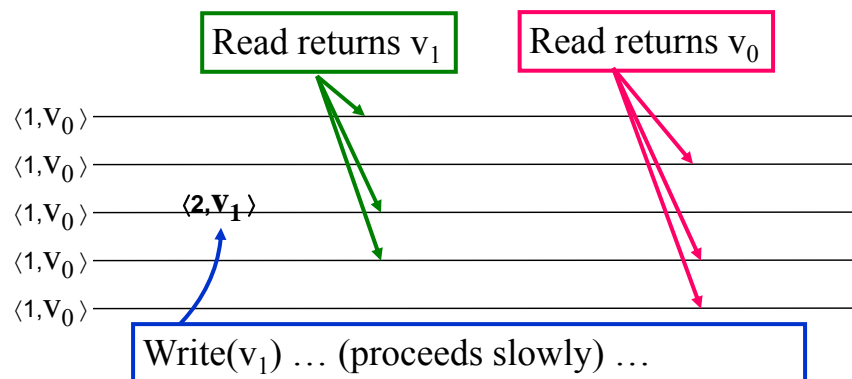 Read returns v₁
Read returns v₀
⟨1,v₀⟩
⟨1,v₀⟩
⟨1,v₀⟩
⟨2,v₁⟩
⟨1,v₀⟩
⟨1,v₀⟩
Write(v₁) … (proceeds slowly) …